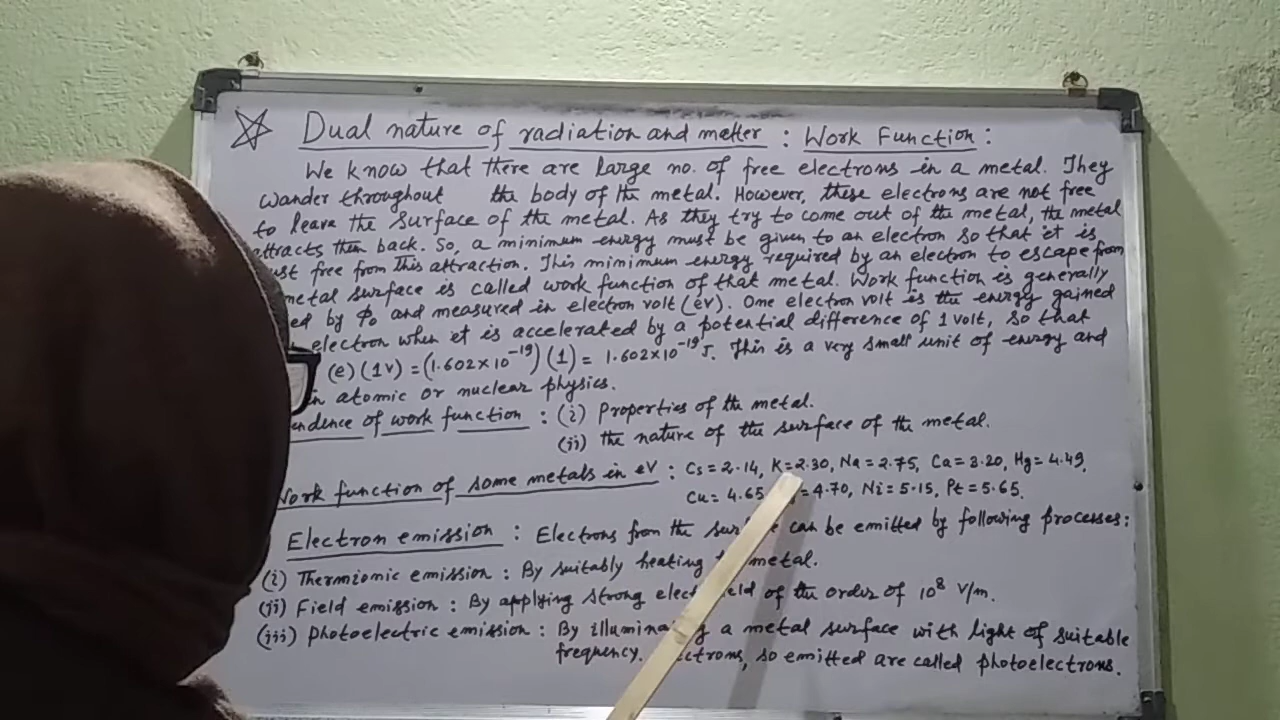 Dual nature of radiation and matter : Work Function :
We know that there are large no. of free electrons in a metal. They
wander throughout the body of the metal. However, these electrons are not free
to leave the surface of the metal. As they try to come out of the metal, the metal
attracts them back. So, a minimum energy must be given to an electron so that it is
ust free from this attraction. This minimum energy required by an electron to escape from
metal surface is called work function of that metal. Work function is generally
ed by Φ₀ and measured in electron volt (eV). One electron volt is the energy gained
electron when it is accelerated by a potential difference of 1 volt, so that
(e) (1V) = (1.602×10⁻¹⁹) (1) = 1.602×10⁻¹⁹J. This is a very small unit of energy and
in atomic or nuclear physics.
endence of work function : (i) Properties of the metal.
(ii) the nature of the surface of the metal.
Work function of some metals in eV : Cs = 2.14, K = 2.30, Na = 2.75, Ca = 3.20, Hg = 4.49,
Cu = 4.65 = 4.70, Ni = 5.15, Pt = 5.65.
Electron emission : Electrons from the can be emitted by following processes :
(i) Thermionic emission : By suitably heating metal.
(ii) Field emission : By applying strong of the order of 10⁸ V/m.
(iii) photoelectric emission : By a metal surface with light of suitable
frequency. so emitted are called photoelectrons.